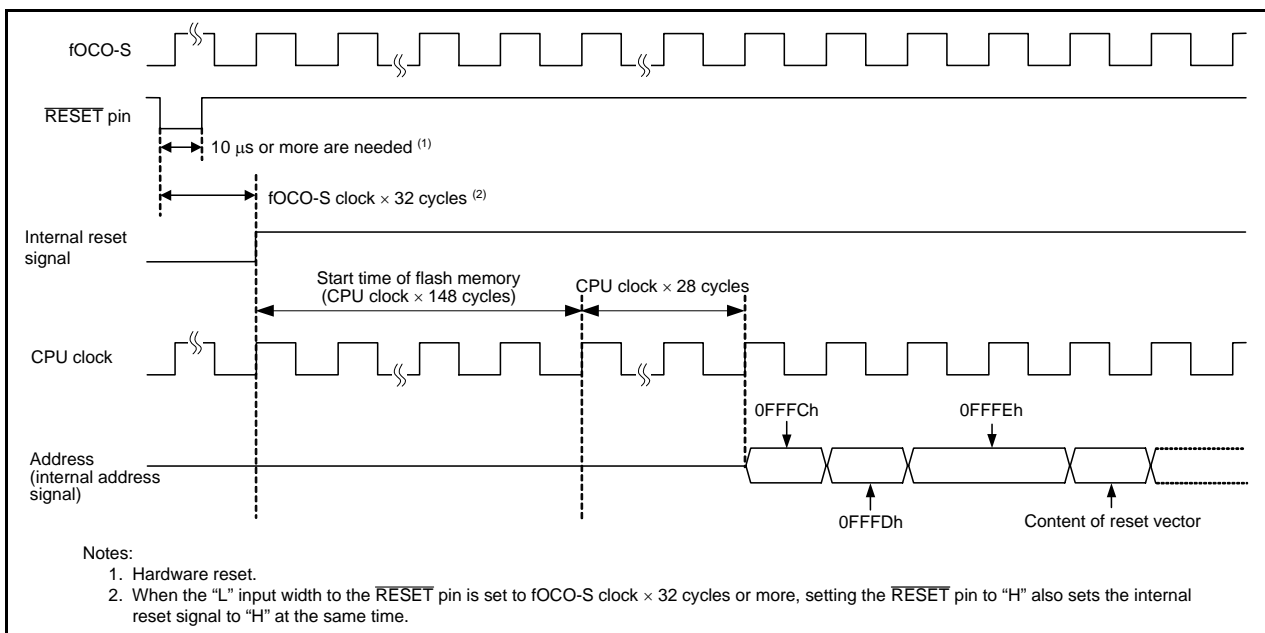 fOCO-S
RESET pin
10 μs or more are needed (1)
fOCO-S clock × 32 cycles (2)
Internal reset
signal
Start time of flash memory
(CPU clock × 148 cycles)
CPU clock × 28 cycles
CPU clock
0FFFCh
0FFFEh
Address
(internal address
signal)
0FFFDh
Content of reset vector
Notes:
1. Hardware reset.
2. When the “L” input width to the RESET pin is set to fOCO-S clock × 32 cycles or more, setting the RESET pin to “H” also sets the internal
reset signal to “H” at the same time.